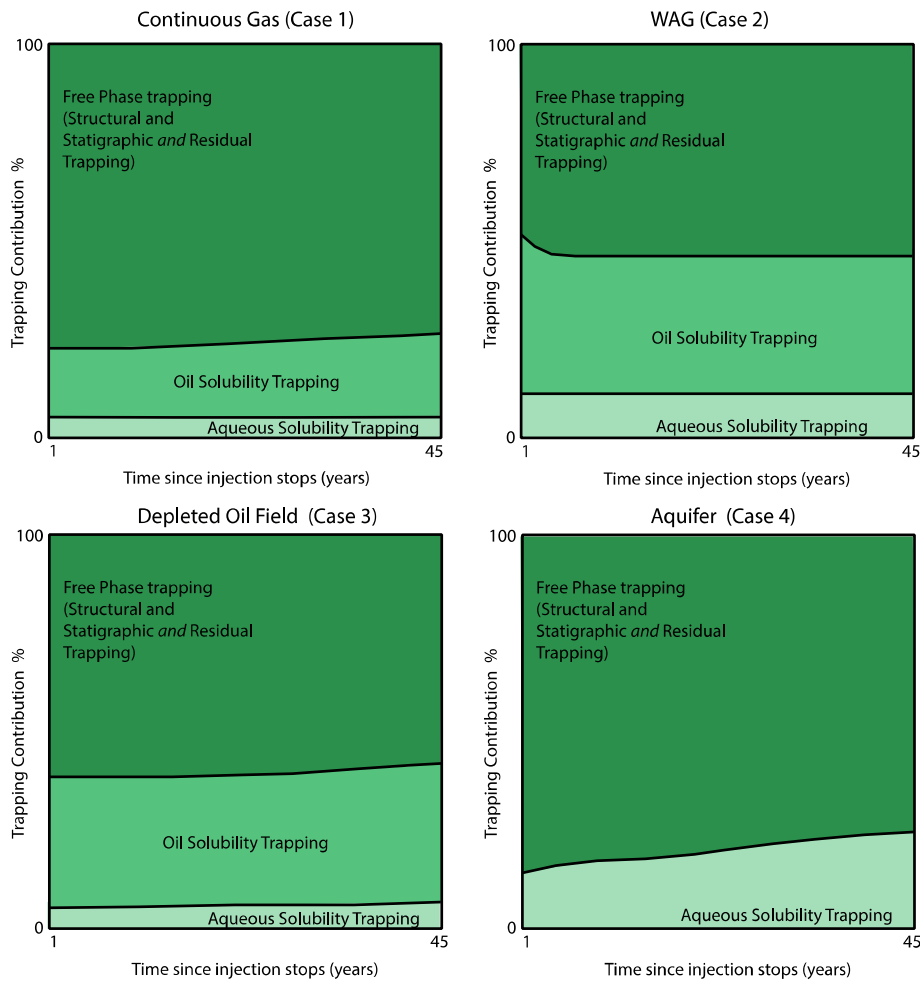 Continuous Gas (Case 1)
100
Free Phase trapping
(Structural and
Statigraphic and Residual
Trapping)
Oil Solubility Trapping
Aqueous Solubility Trapping
0
1
45
Trapping Contribution %
Time since injection stops (years)
WAG (Case 2)
100
Free Phase trapping
(Structural and
Statigraphic and Residual
Trapping)
Oil Solubility Trapping
Aqueous Solubility Trapping
0
1
45
Trapping Contribution %
Time since injection stops (years)
Depleted Oil Field (Case 3)
100
Free Phase trapping
(Structural and
Statigraphic and Residual
Trapping)
Oil Solubility Trapping
Aqueous Solubility Trapping
0
1
45
Trapping Contribution %
Time since injection stops (years)
Aquifer (Case 4)
100
Free Phase trapping
(Structural and
Statigraphic and Residual
Trapping)
Aqueous Solubility Trapping
0
1
45
Trapping Contribution %
Time since injection stops (years)